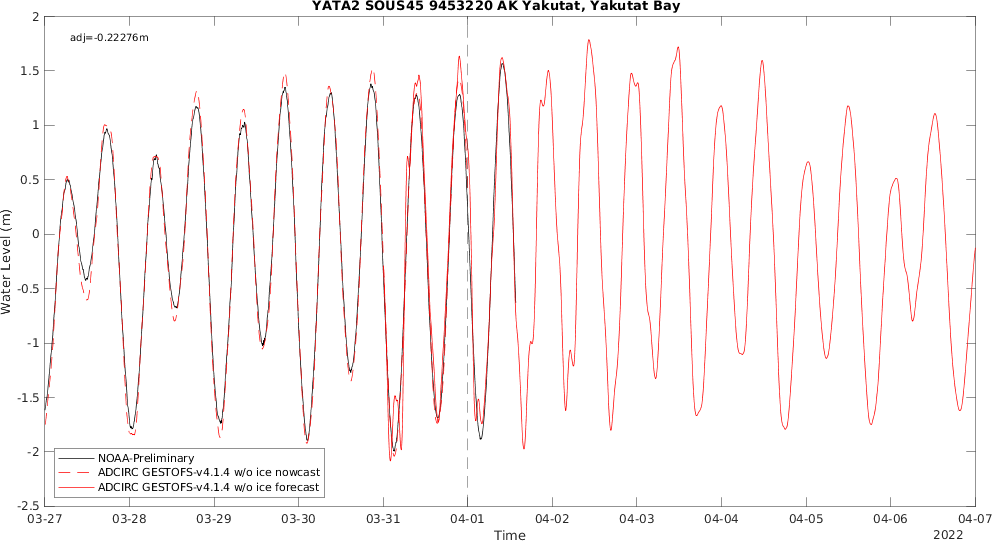 YATA2 SOUS45 9453220 AK Yakutat, Yakutat Bay
adj=-0.22276m
2
1.5
1
0.5
0
-0.5
-1
-1.5
-2
-2.5
Water Level (m)
NOAA-Preliminary
ADCIRC GESTOFS-v4.1.4 w/o ice nowcast
ADCIRC GESTOFS-v4.1.4 w/o ice forecast
03-27 03-28 03-29 03-30 03-31 04-01 04-02 04-03 04-04 04-05 04-06 04-07
Time
2022